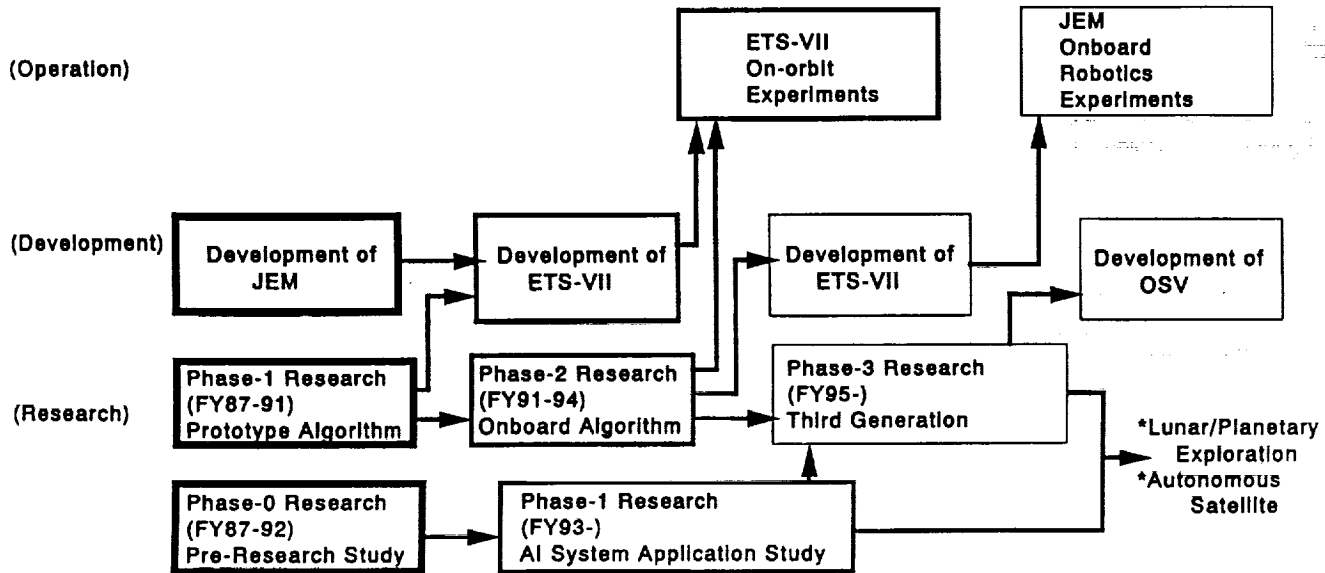 (Operation)
ETS-VII
On-orbit
Experiments
JEM
Onboard
Robotics
Experiments
(Development)
Development of
JEM
Development of
ETS-VII
Development of
ETS-VII
Development of
OSV
(Research)
Phase-1 Research
(FY87-91)
Prototype Algorithm
Phase-2 Research
(FY91-94)
Onboard Algorithm
Phase-3 Research
(FY95-)
Third Generation
*Lunar/Planetary
Exploration
*Autonomous
Satellite
Phase-0 Research
(FY87-92)
Pre-Research Study
Phase-1 Research
(FY93-)
AI System Application Study